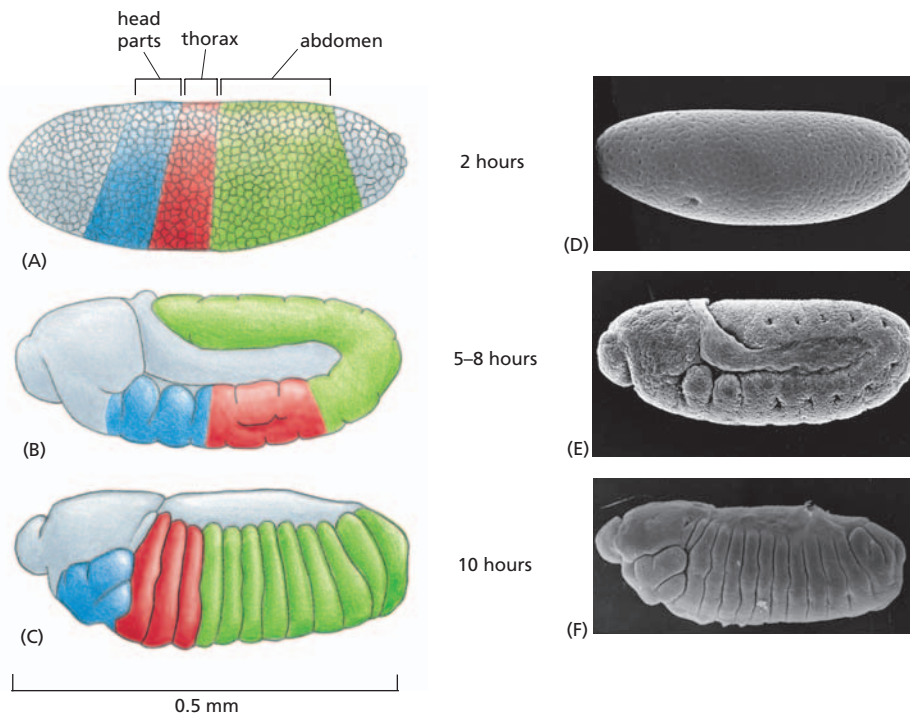 head
parts
thorax
abdomen
2 hours
(A)
(D)
5–8 hours
(B)
(E)
10 hours
(C)
(F)
0.5 mm